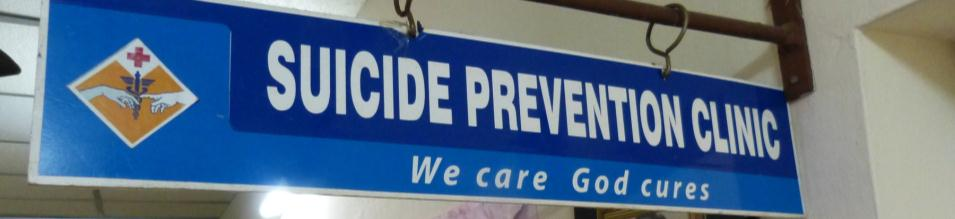 SUICIDE PREVENTION CLINIC
We care God cures